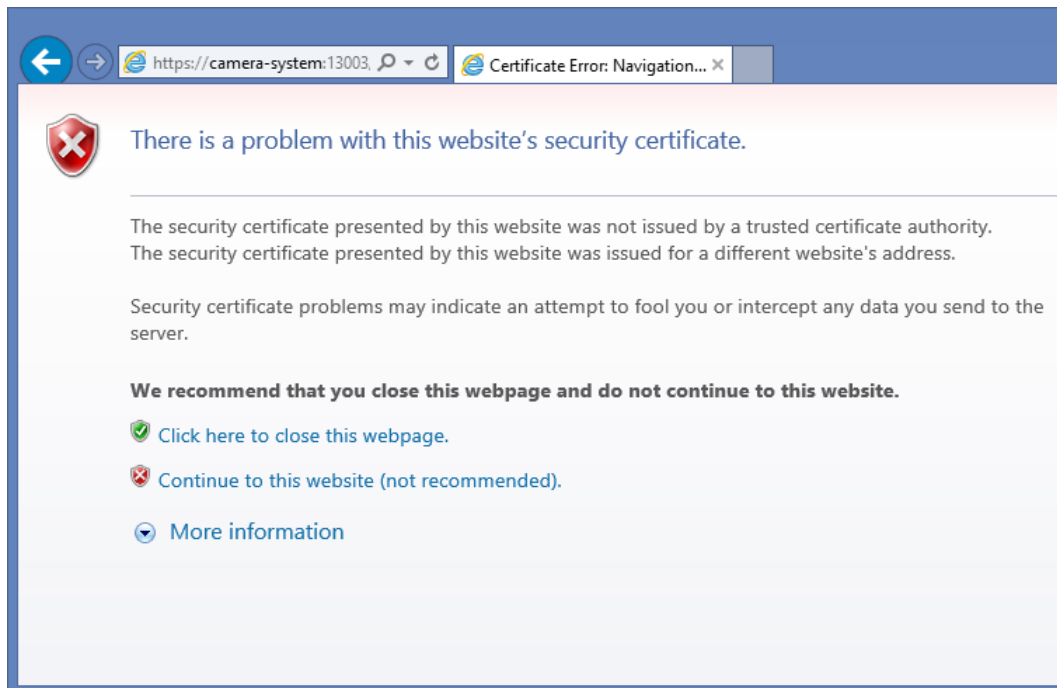 https://camera-system:13003,
Certificate Error: Navigation...
There is a problem with this website's security certificate.
The security certificate presented by this website was not issued by a trusted certificate authority.
The security certificate presented by this website was issued for a different website's address.
Security certificate problems may indicate an attempt to fool you or intercept any data you send to the
server.
We recommend that you close this webpage and do not continue to this website.
Click here to close this webpage.
Continue to this website (not recommended).
More information